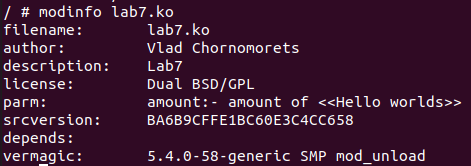 / # modinfo lab7.ko
filename:       lab7.ko
author:         Vlad Chornomorets
description:    Lab7
license:        Dual BSD/GPL
parm:           amount:- amount of <<Hello worlds>>
srcversion:     BA6B9CFFE1BC60E3C4CC658
depends:
vermagic:       5.4.0-58-generic SMP mod_unload